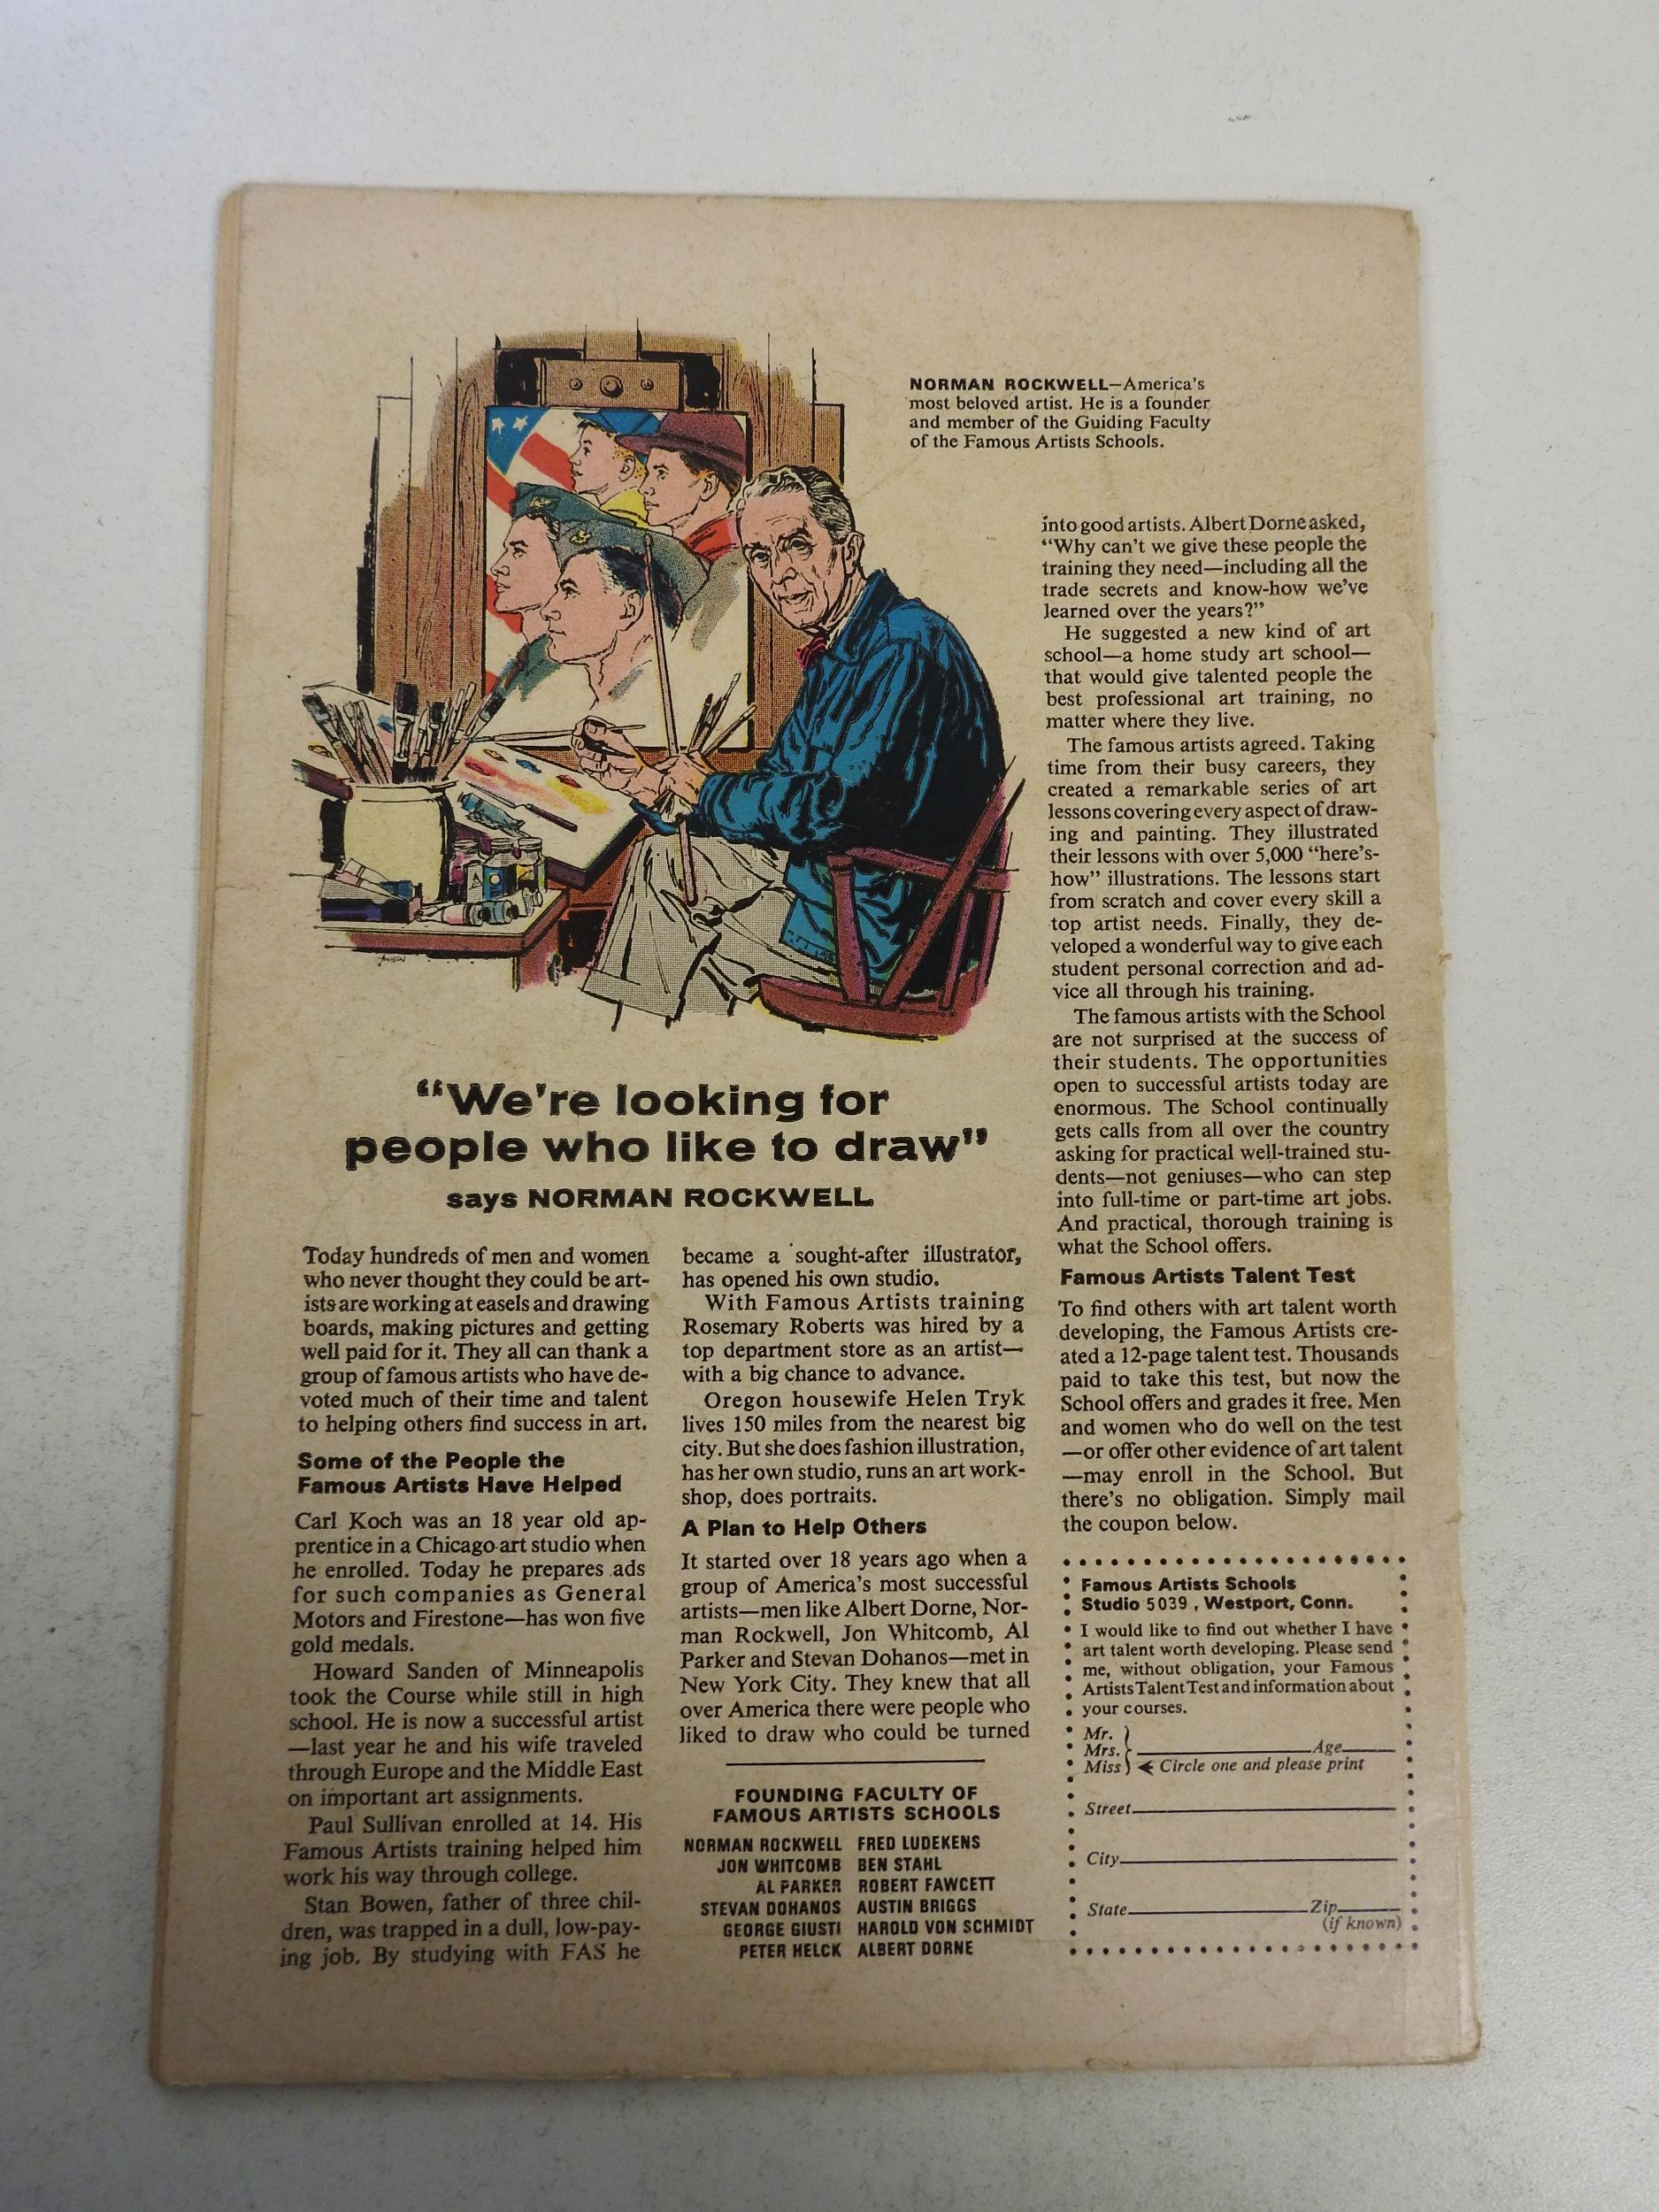 NORMAN ROCKWELL—America's
most beloved artist. He is a founder
and member of the Guiding Faculty
of the Famous Artists Schools.
"We're looking for
people who like to draw"
says NORMAN ROCKWELL
Today hundreds of men and women
who never thought they could be art-
ists are working at easels and drawing
boards, making pictures and getting
well paid for it. They all can thank a
group of famous artists who have de-
voted much of their time and talent
to helping others find success in art.
Some of the People the
Famous Artists Have Helped
Carl Koch was an 18 year old ap-
prentice in a Chicago art studio when
he enrolled. Today he prepares ads
for such companies as General
Motors and Firestone—has won five
gold medals.
Howard Sanden of Minneapolis
took the Course while still in high
school. He is now a successful artist
—last year he and his wife traveled
through Europe and the Middle East
on important art assignments.
Paul Sullivan enrolled at 14. His
Famous Artists training helped him
work his way through college.
Stan Bowen, father of three chil-
dren, was trapped in a dull, low-pay-
ing job. By studying with FAS he
became a sought-after illustrator,
has opened his own studio.
With Famous Artists training
Rosemary Roberts was hired by a
top department store as an artist—
with a big chance to advance.
Oregon housewife Helen Tryk
lives 150 miles from the nearest big
city. But she does fashion illustration,
has her own studio, runs an art work-
shop, does portraits.
A Plan to Help Others
It started over 18 years ago when a
group of America's most successful
artists—men like Albert Dorne, Nor-
man Rockwell, Jon Whitcomb, Al
Parker and Stevan Dohanos—met in
New York City. They knew that all
over America there were people who
liked to draw who could be turned
FOUNDING FACULTY OF
FAMOUS ARTISTS SCHOOLS
NORMAN ROCKWELL FRED LUDEKENS
JON WHITCOMB BEN STAHL
AL PARKER ROBERT FAWCETT
STEVAN DOHANOS AUSTIN BRIGGS
GEORGE GIUSTI HAROLD VON SCHMIDT
PETER HELCK ALBERT DORNE
into good artists. Albert Dorne asked,
"Why can't we give these people the
training they need—including all the
trade secrets and know-how we've
learned over the years?"
He suggested a new kind of art
school—a home study art school—
that would give talented people the
best professional art training, no
matter where they live.
The famous artists agreed. Taking
time from their busy careers, they
created a remarkable series of art
lessons covering every aspect of draw-
ing and painting. They illustrated
their lessons with over 5,000 "here's-
how" illustrations. The lessons start
from scratch and cover every skill a
top artist needs. Finally, they de-
veloped a wonderful way to give each
student personal correction and ad-
vice all through his training.
The famous artists with the School
are not surprised at the success of
their students. The opportunities
open to successful artists today are
enormous. The School continually
gets calls from all over the country
asking for practical well-trained stu-
dents—not geniuses—who can step
into full-time or part-time art jobs.
And practical, thorough training is
what the School offers.
Famous Artists Talent Test
To find others with art talent worth
developing, the Famous Artists cre-
ated a 12-page talent test. Thousands
paid to take this test, but now the
School offers and grades it free. Men
and women who do well on the test
—or offer other evidence of art talent
—may enroll in the School. But
there's no obligation. Simply mail
the coupon below.
Famous Artists Schools
Studio 5039, Westport, Conn.
I would like to find out whether I have
art talent worth developing. Please send
me, without obligation, your Famous
Artists Talent Test and information about
your courses.
Mr.
Mrs. Age
Miss Circle one and please print
Street
City
State Zip
(if known)